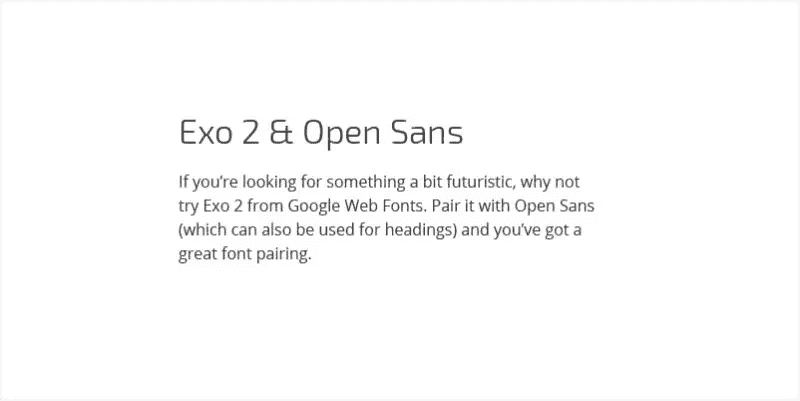 Exo 2 & Open Sans
If you’re looking for something a bit futuristic, why not
try Exo 2 from Google Web Fonts. Pair it with Open Sans
(which can also be used for headings) and you’ve got a
great font pairing.